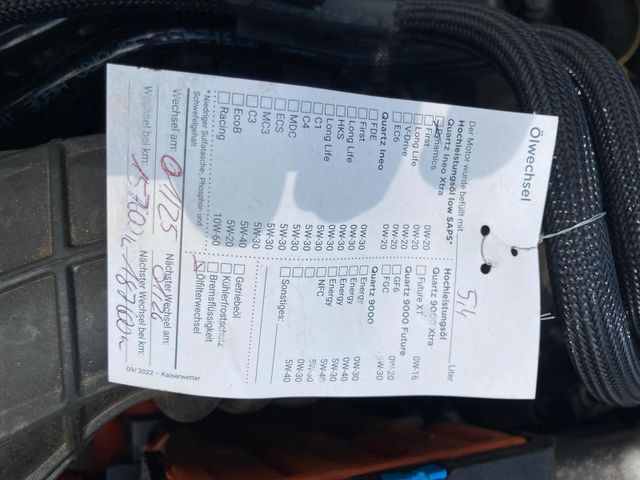 Ölwechsel
Der Motor wurde befüllt mit 5,4 Liter
Hochleistungsöl low SAPS*
Quartz Ineo Xtra
Dynamics 0W-20
First 0W-20
Long Life 0W-20
V-Drive 0W-20
EC6 0W-20
Quartz Ineo
FDE 0W-30
First 0W-30
Long Life 0W-30
HKS 5W-30
Long Life 5W-30
C1 5W-30
C4 5W-30
MDC 5W-30
ECS 5W-30
MC3 5W-30
C3 5W-40
EcoB 5W-20
Racing 10W-60
* Niedriger Sulfatasche, Phosphor-und
Schwefelgehalt
Hochleistungsöl
Quartz 9000 Xtra
Future XT 0W-16
Quartz 9000 Future
GF6 0W-20
FGC 5W-30
Quartz 9000
Energy 0W-30
Energy 0W-40
Energy 5W-30
Energy 5W-40
NFC 5W-30
0W-30
Sonstiges: 5W-40
Getriebeöl
Kühlerfrostschutz
Bremsflüssigkeit
Ölfilterwechsel
Wechsel am: 01/25 Nächster Wechsel am:
Wechsel bei km: Nächster Wechsel bei km:
09/2022 – Kaiserwetter